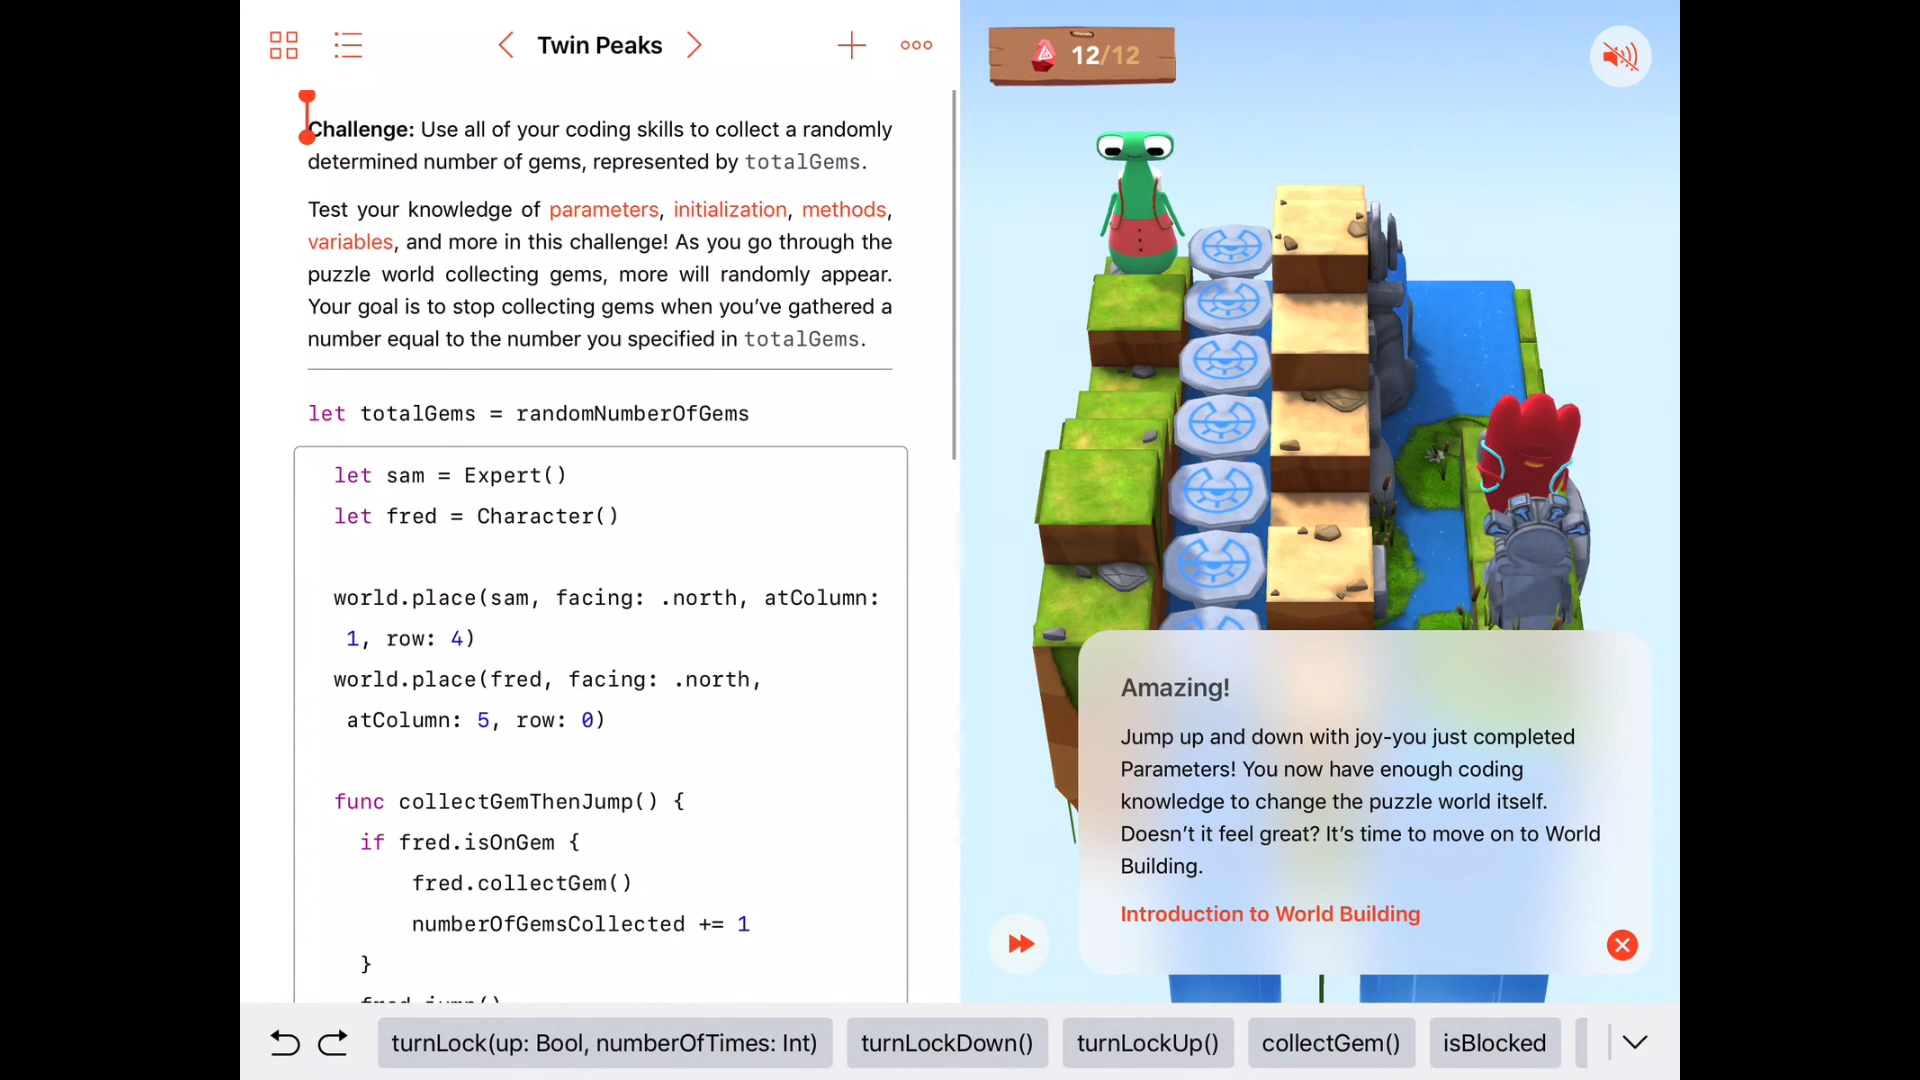 Twin Peaks
Challenge: Use all of your coding skills to collect a randomly
determined number of gems, represented by totalGems.
Test your knowledge of parameters, initialization, methods,
variables, and more in this challenge! As you go through the
puzzle world collecting gems, more will randomly appear.
Your goal is to stop collecting gems when you’ve gathered a
number equal to the number you specified in totalGems.
let totalGems = randomNumberOfGems
let sam = Expert()
let fred = Character()
world.place(sam, facing: .north, atColumn:
1, row: 4)
world.place(fred, facing: .north,
atColumn: 5, row: 0)
func collectGemThenJump() {
if fred.isOnGem {
fred.collectGem()
numberOfGemsCollected += 1
}
12/12
Amazing!
Jump up and down with joy-you just completed
Parameters! You now have enough coding
knowledge to change the puzzle world itself.
Doesn’t it feel great? It’s time to move on to World
Building.
Introduction to World Building
turnLock(up: Bool, numberOfTimes: Int) turnLockDown() turnLockUp() collectGem() isBlocked